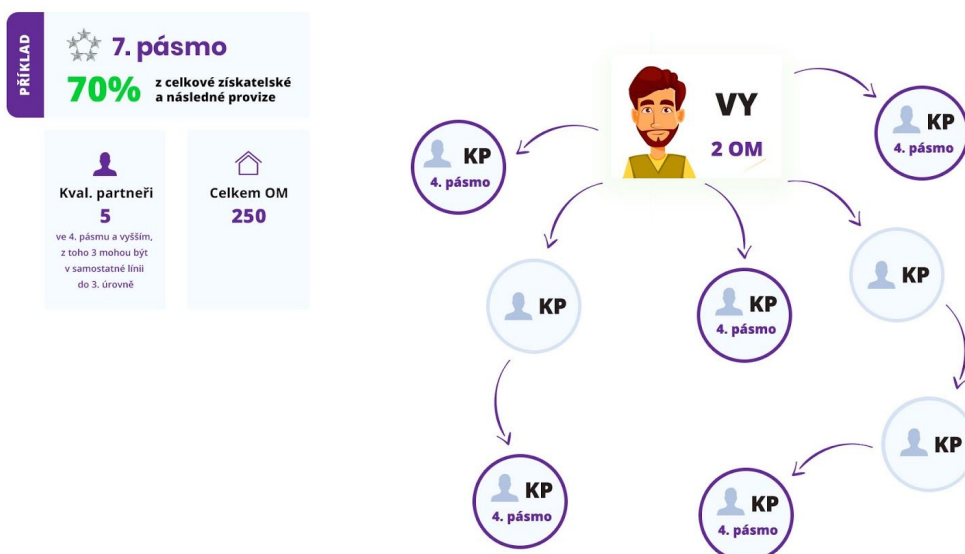 PŘÍKLAD
7. pásmo
70%
z celkové získatelské
a následné provize
Kval. partneři
5
ve 4. pásmu a vyšším,
z toho 3 mohou být
v samostatné línii
do 3. úrovně
Celkem OM
250
VY
2 OM
KP
4. pásmo
KP
4. pásmo
KP
KP
4. pásmo
KP
KP
KP
4. pásmo
KP
4. pásmo